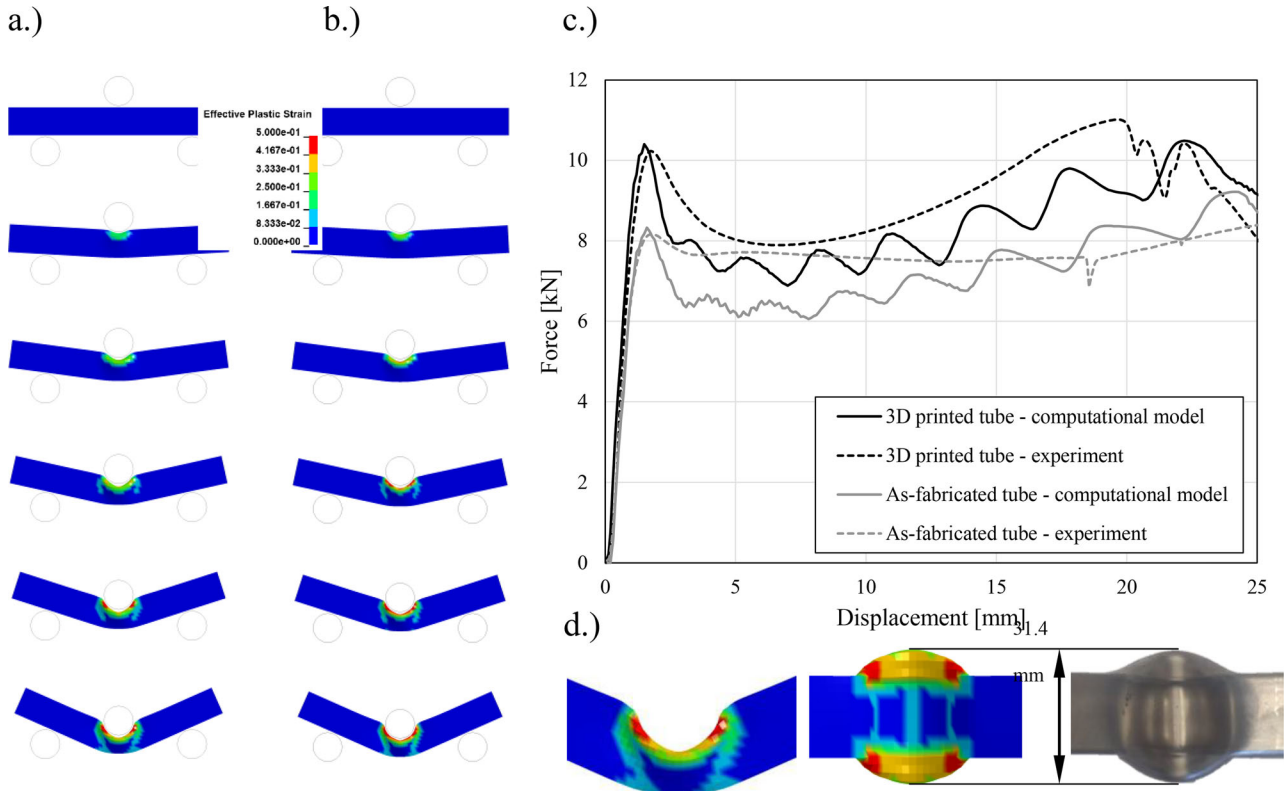 a.)
b.)
c.)
Effective Plastic Strain
5.000e-01
4.167e-01
3.333e-01
2.500e-01
1.667e-01
8.333e-02
0.000e+00
12
10
8
6
4
2
0
Force [kN]
3D printed tube - computational model
3D printed tube - experiment
As-fabricated tube - computational model
As-fabricated tube - experiment
0 5 10 15 20 25
Displacement [mm]
d.)
31.4
mm